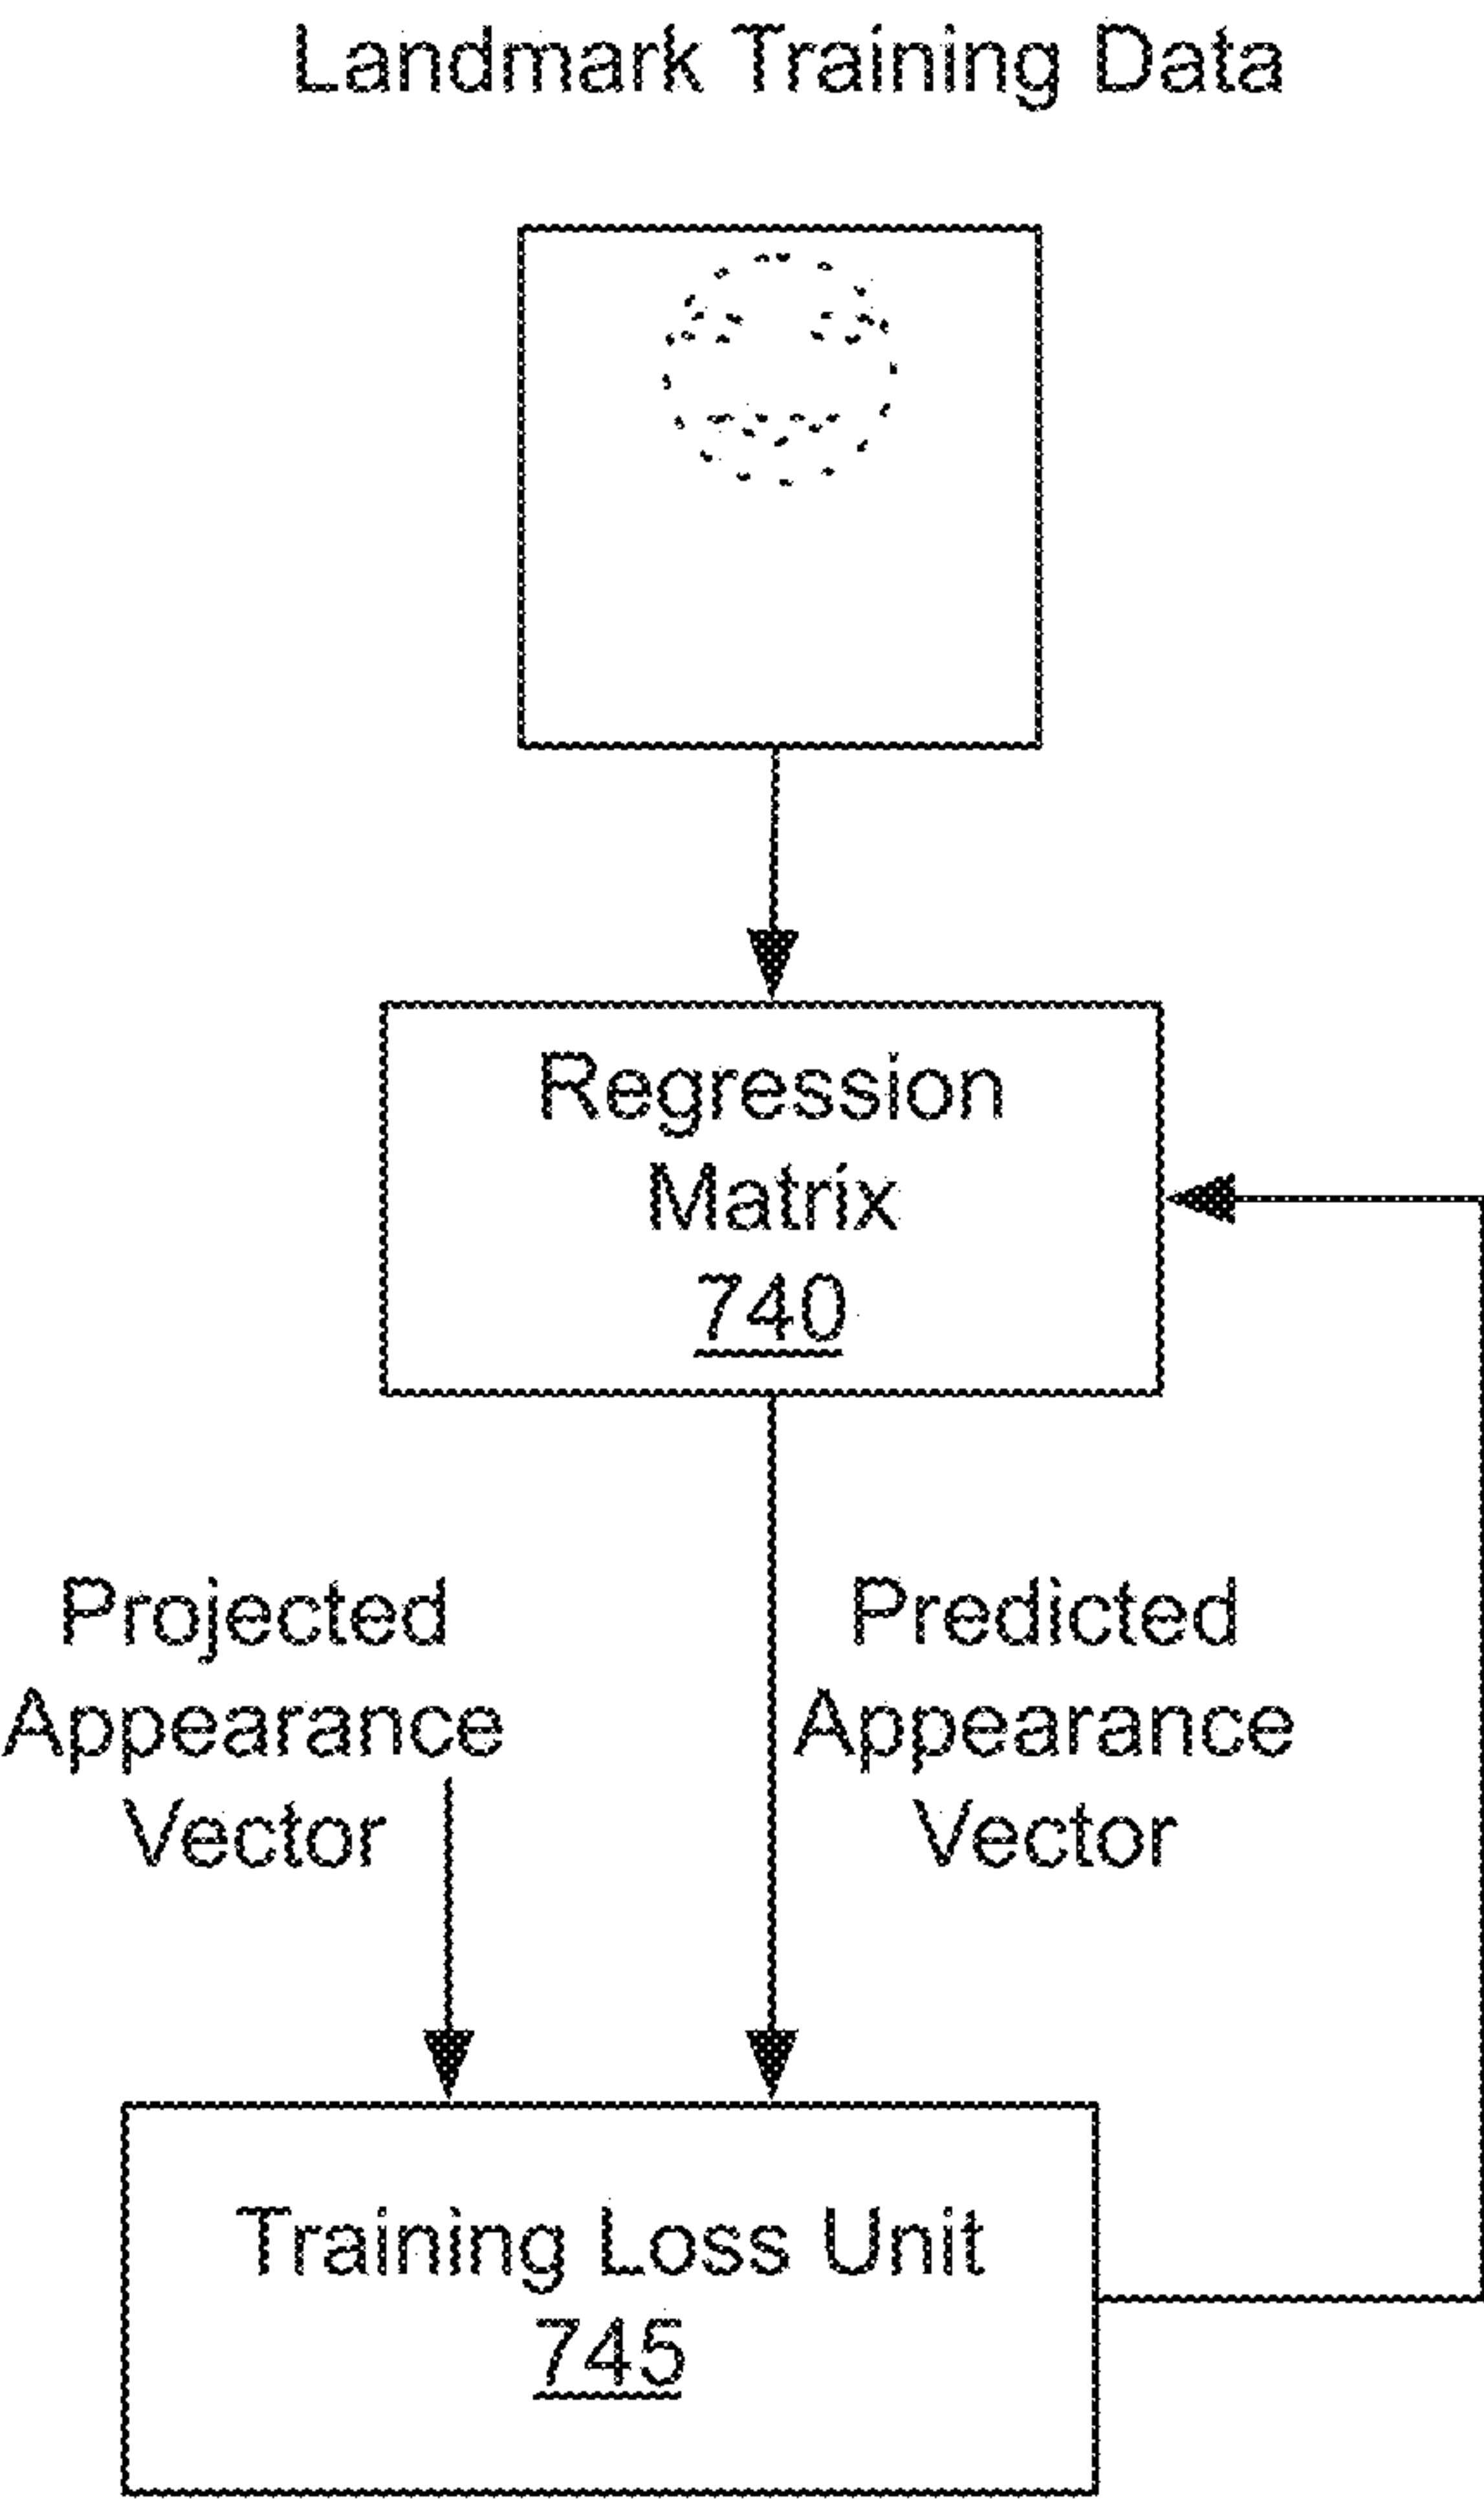 Landmark Training Data
Regression
Matrix
740
Projected
Appearance
Vector
Predicted
Appearance
Vector
Training Loss Unit
745